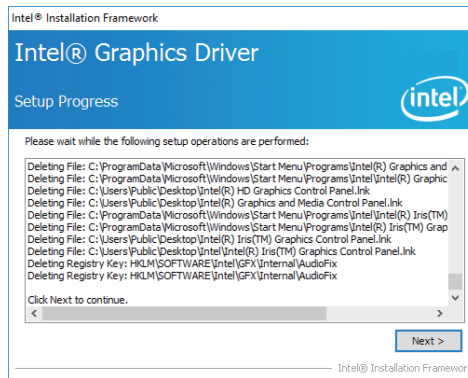 Intel® Installation Framework
Intel® Graphics Driver
Setup Progress
intel
Please wait while the following setup operations are performed:
Deleting File: C:\ProgramData\Microsoft\Windows\Start Menu\Programs\Intel(R) Graphics and
Deleting File: C:\ProgramData\Microsoft\Windows\Start Menu\Programs\Intel\Intel(R) Graphic
Deleting File: C:\Users\Public\Desktop\Intel(R) HD Graphics Control Panel.lnk
Deleting File: C:\Users\Public\Desktop\Intel(R) Graphics and Media Control Panel.lnk
Deleting File: C:\ProgramData\Microsoft\Windows\Start Menu\Programs\Intel\Intel(R) Iris(TM)
Deleting File: C:\ProgramData\Microsoft\Windows\Start Menu\Programs\Intel(R) Iris(TM) Grap
Deleting File: C:\Users\Public\Desktop\Intel(R) Iris(TM) Graphics Control Panel.lnk
Deleting File: C:\Users\Public\Desktop\Intel\Intel(R) Iris(TM) Graphics Control Panel.lnk
Deleting Registry Key: HKLM\SOFTWARE\Intel\GFX\Internal\AudioFix
Deleting Registry Key: HKLM\SOFTWARE\Intel\GFX\Internal\AudioFix
Click Next to continue.
Next >
Intel® Installation Framewor